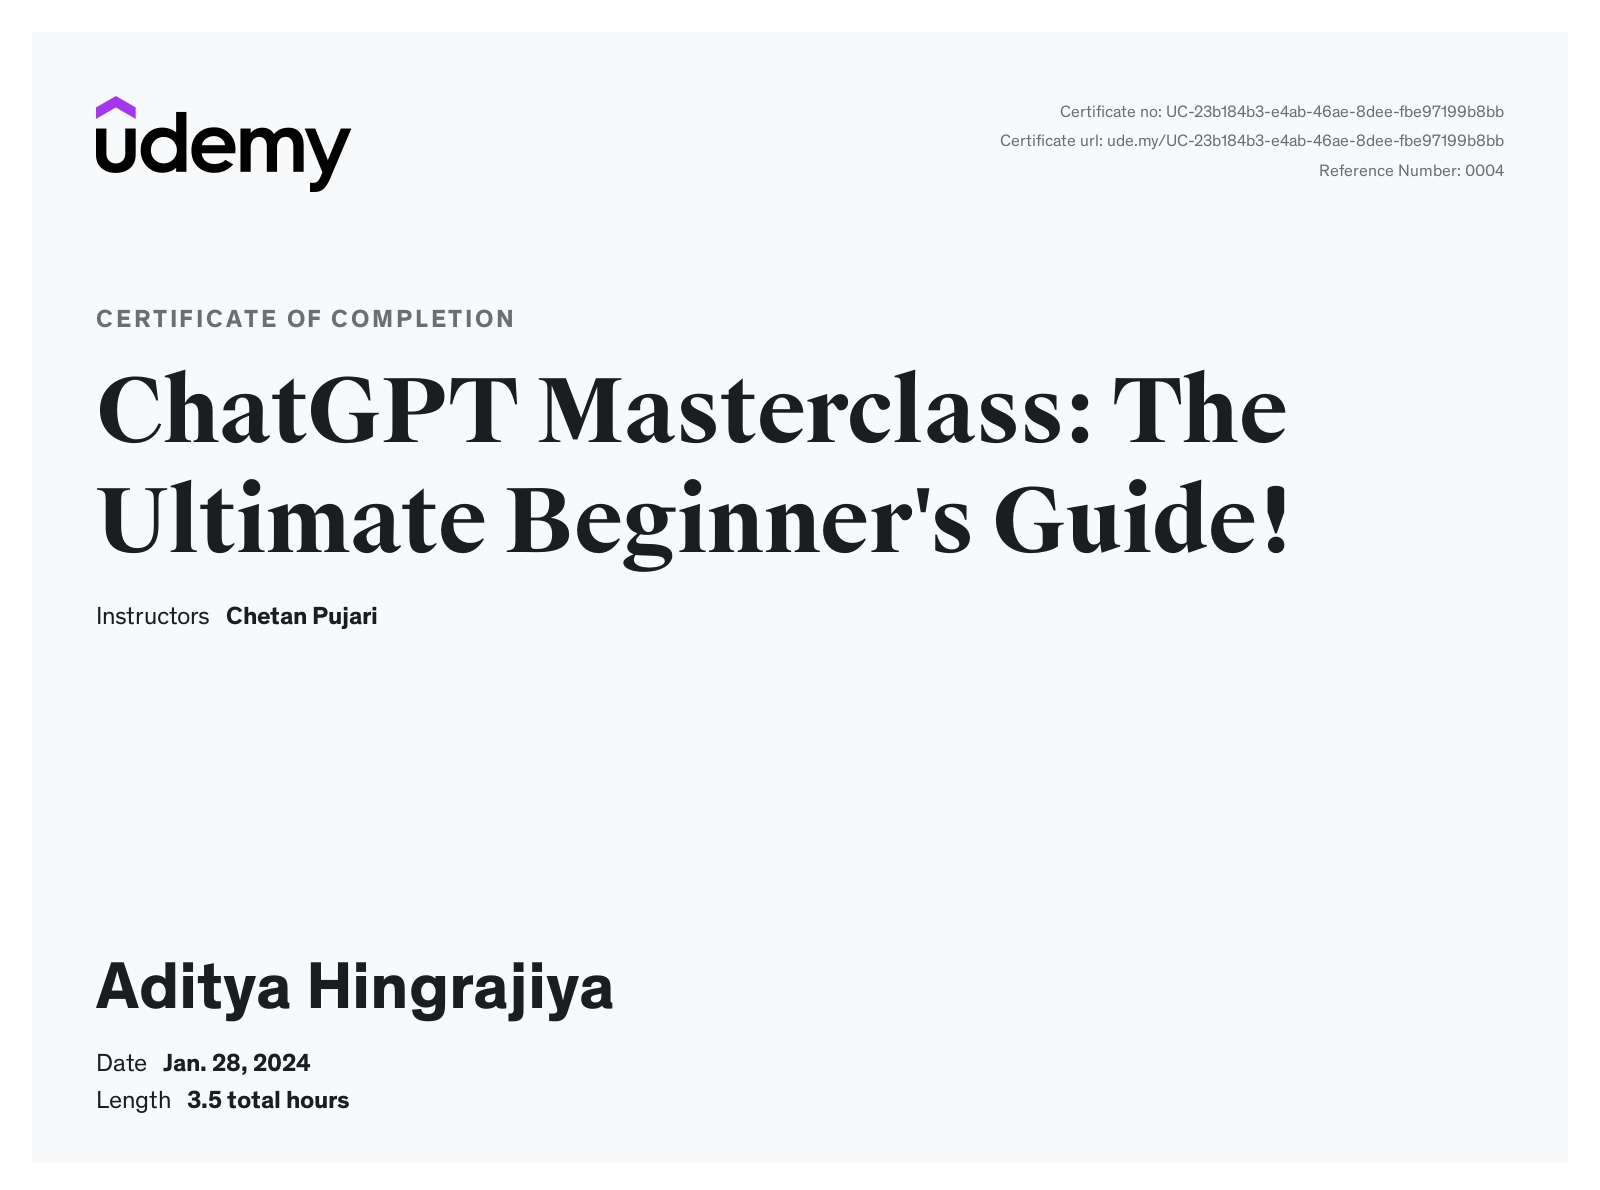 udemy
Certificate no: UC-23b184b3-e4ab-46ae-8dee-fbe97199b8bb
Certificate url: ude.my/UC-23b184b3-e4ab-46ae-8dee-fbe97199b8bb
Reference Number: 0004
CERTIFICATE OF COMPLETION
ChatGPT Masterclass: The
Ultimate Beginner's Guide!
Instructors Chetan Pujari
Aditya Hingrajiya
Date Jan. 28, 2024
Length 3.5 total hours